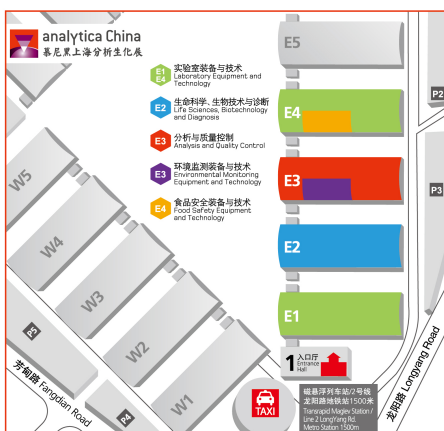 analytica China
慕尼黑上海分析生化展
E1
E4
实验室装备与技术
Laboratory Equipment and
Technology
E2
生命科学、生物技术与诊断
Life Sciences, Biotechnology
and Diagnosis
E3
分析与质量控制
Analysis and Quality Control
E3
环境监测装备与技术
Environmental Monitoring
Equipment and Technology
E4
食品安全装备与技术
Food Safety Equipment
and Technology
E5
E4
E3
E2
E1
P2
P3
W5
W4
W3
W2
W1
P5
P4
芳甸路 Fangdian Road
龙阳路 Longyang Road
1 入口厅
Entrance
Hall
TAXI
磁悬浮列车站/2号线
龙阳路地铁站1500米
Transrapid Maglev Station /
Line 2 LongYang Rd.
Metro Station 1500m